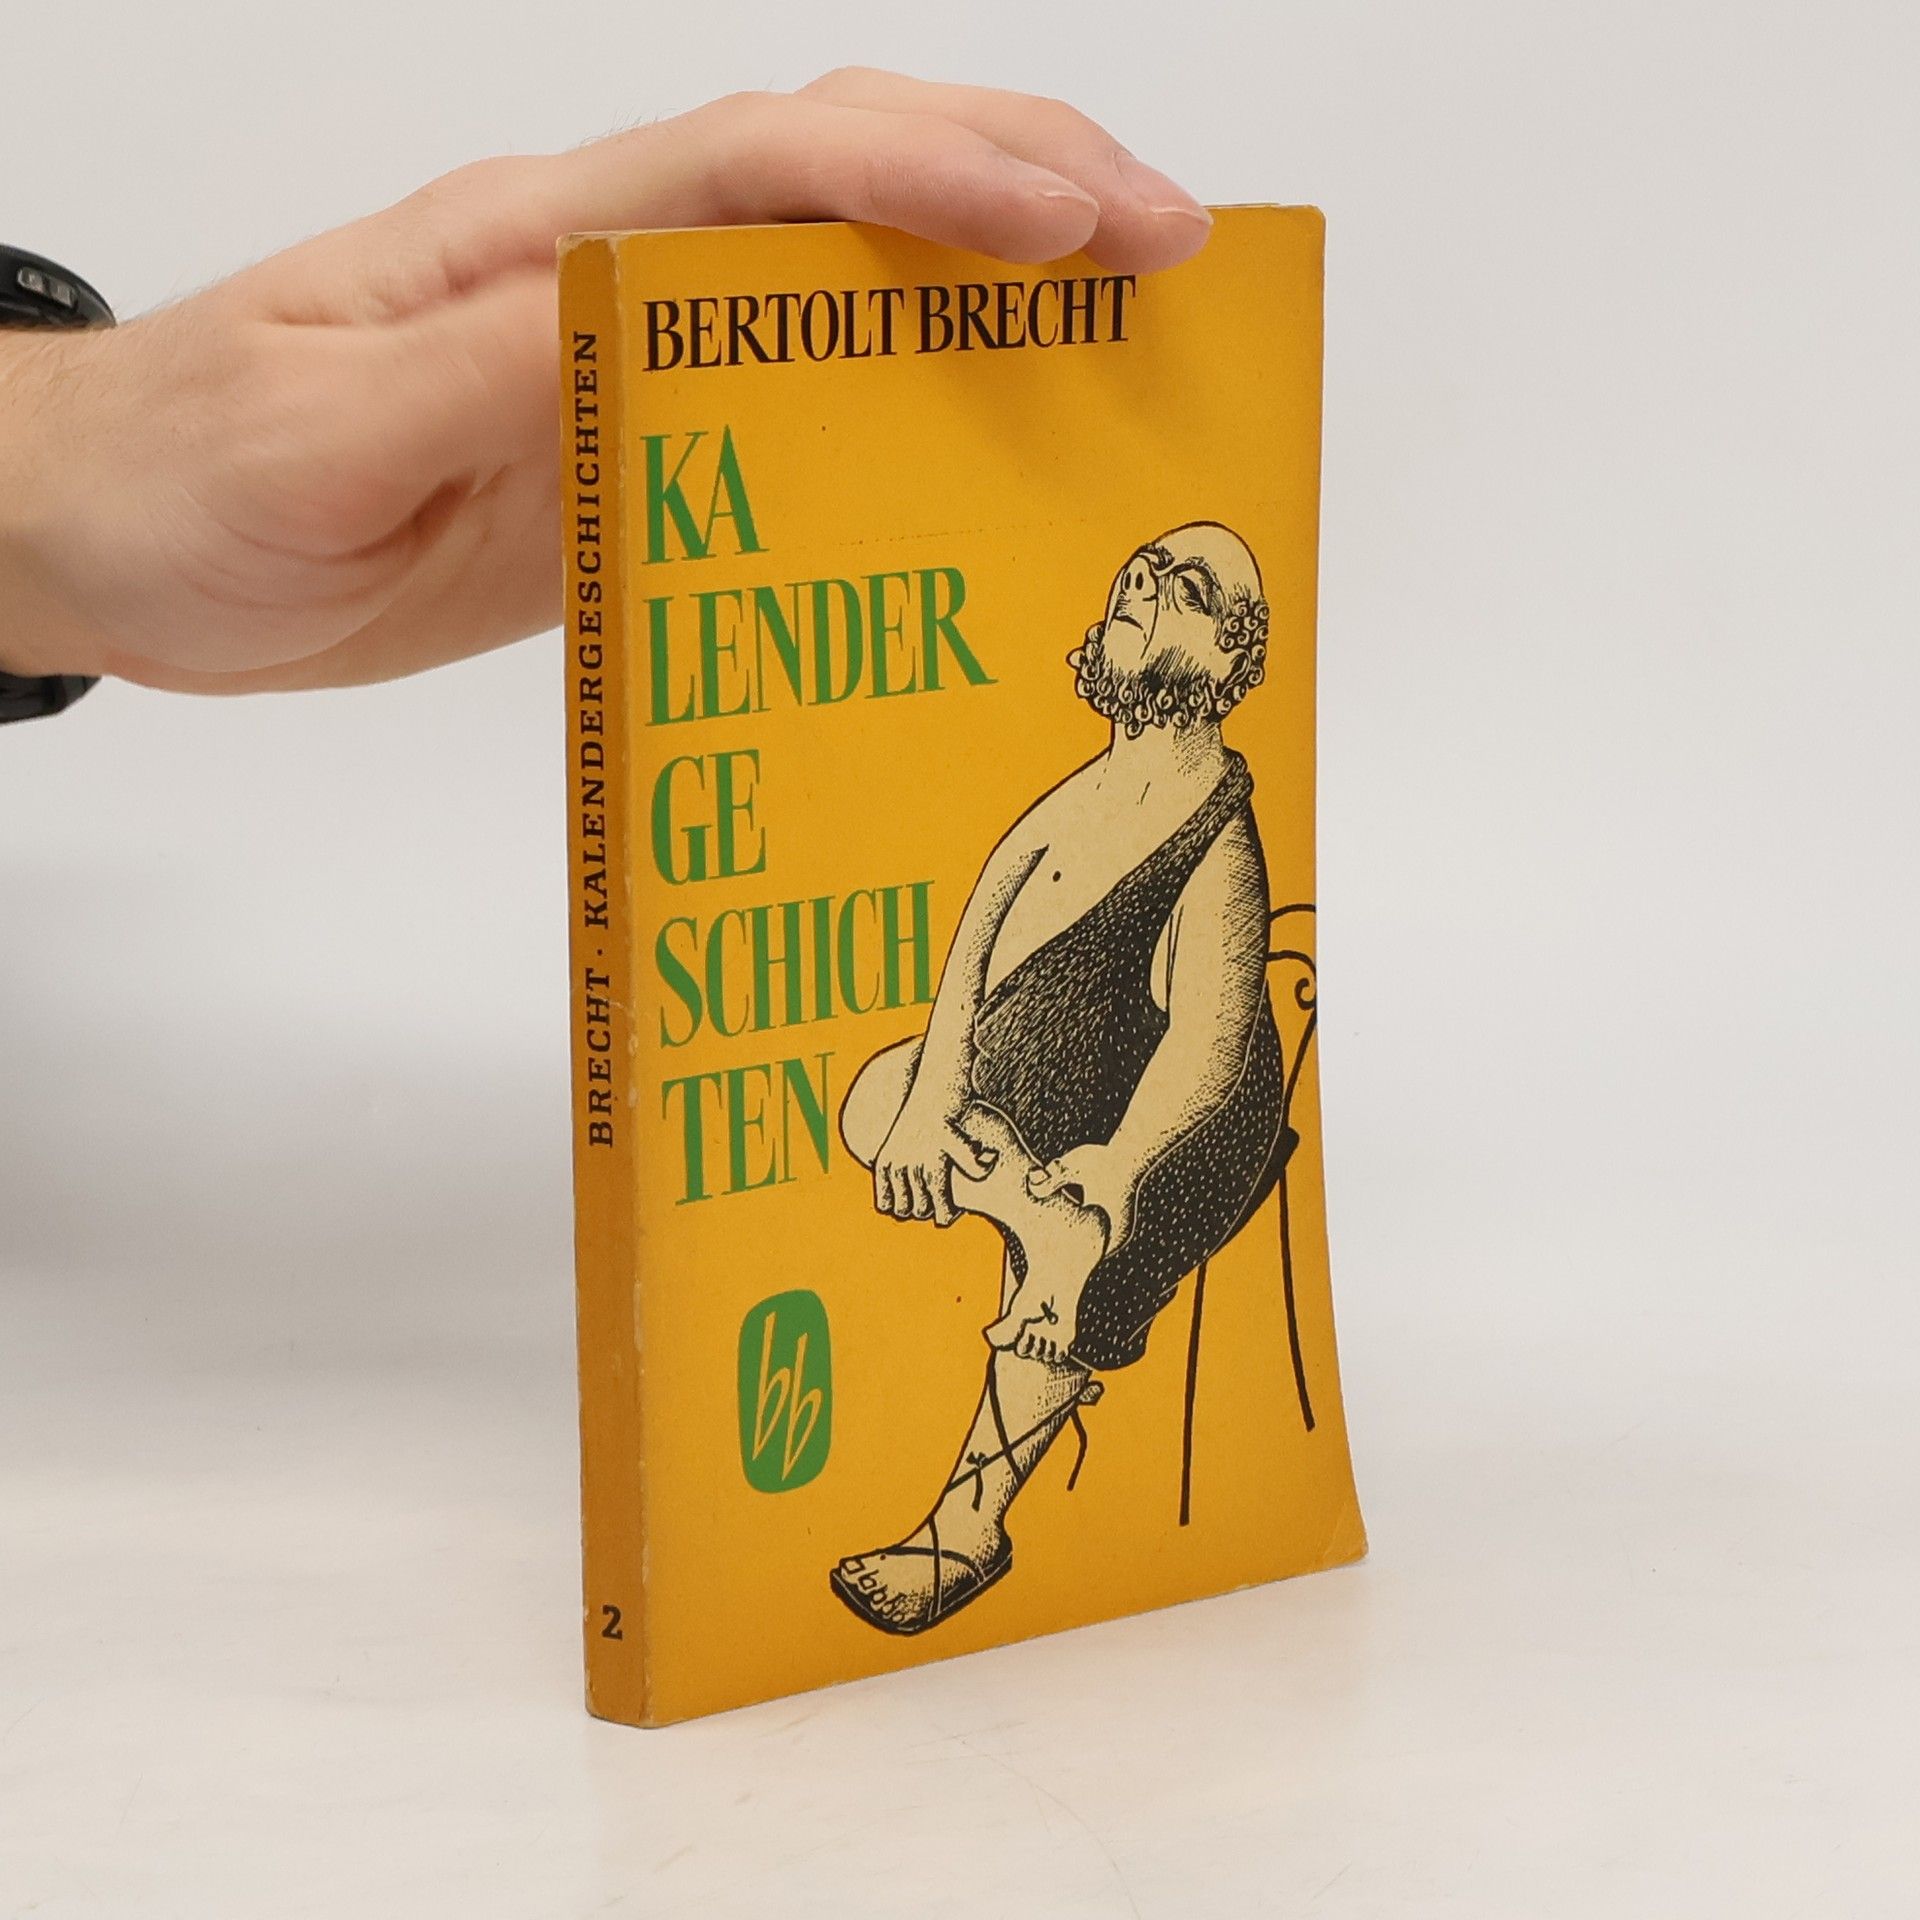 BERTOLT BRECHT
KA
LENDER
GE
SCHICH
TEN
bb
BRECHT · KALENDERGESCHICHTEN
2